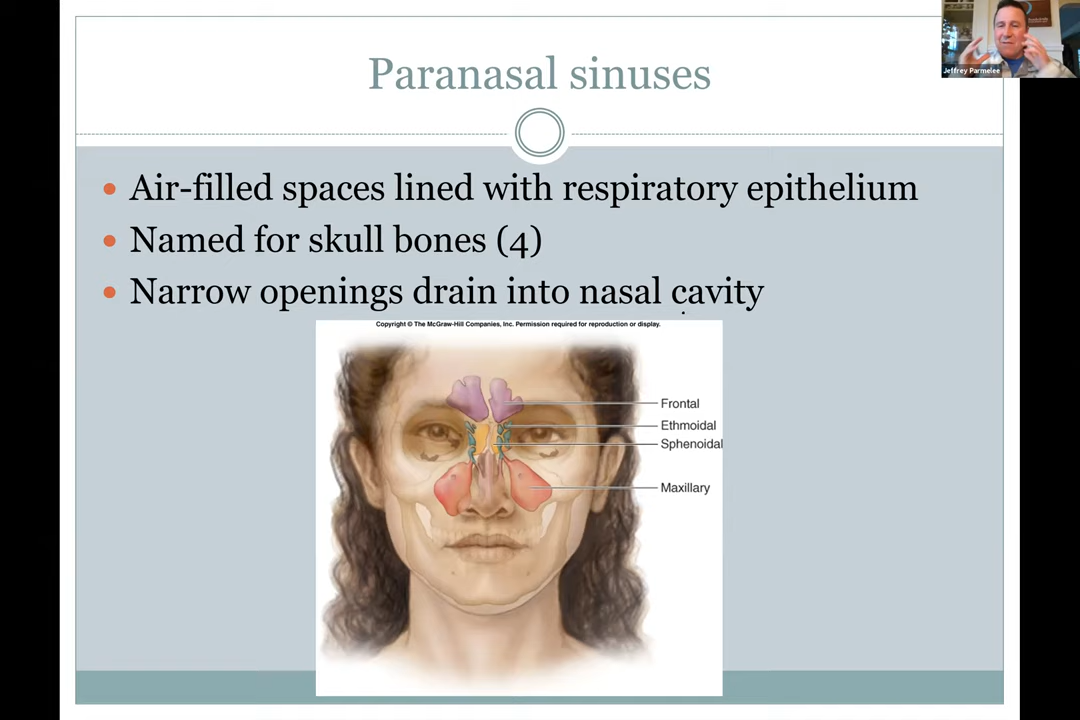 Jeffrey Parmelee
Paranasal sinuses
Air-filled spaces lined with respiratory epithelium
Named for skull bones (4)
Narrow openings drain into nasal cavity
Copyright © The McGraw-Hill Companies, Inc. Permission required for reproduction or display.
Frontal
Ethmoidal
Sphenoidal
Maxillary